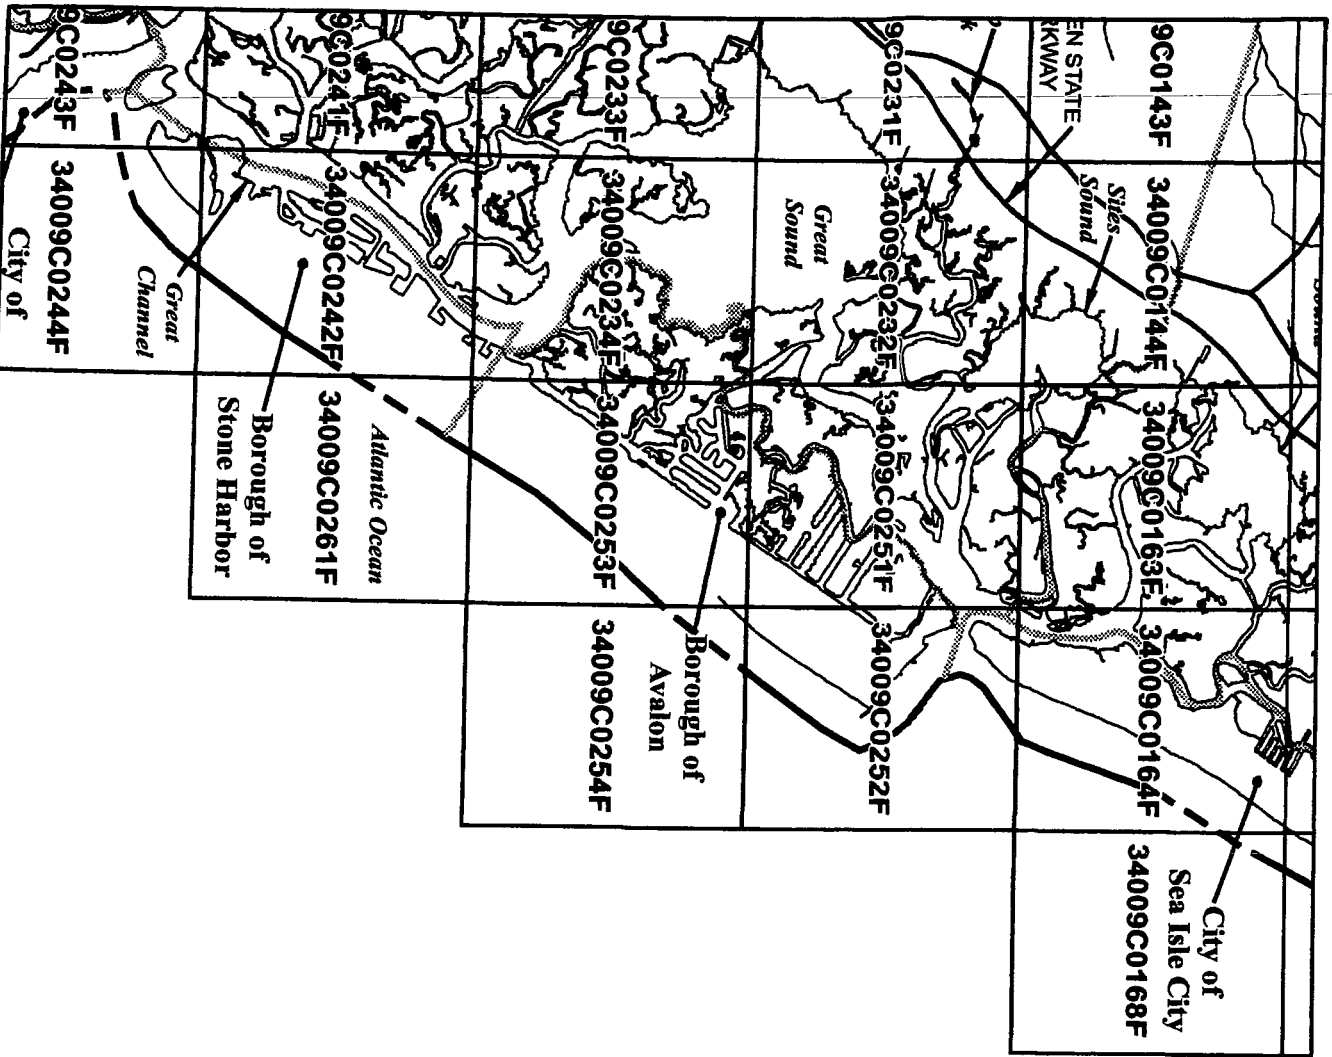 9C0143F
34009C0144F
34009C0163F
34009C0164F
34009C0168F
City of
Sea Isle City
EN STATE
RKWAY
Sites
Sound
9C0231F
34009C0232F
34009C0251F
34009C0252F
Great
Sound
9C0233F
34009C0234F
34009C0253F
34009C0254F
Borough of
Avalon
9C0241F
34009C0242F
34009C0261F
Atlantic Ocean
Borough of
Stone Harbor
Great
Channel
9C0243F
34009C0244F
City of